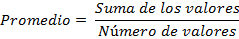 Promedio = Suma de los valores / Número de valores